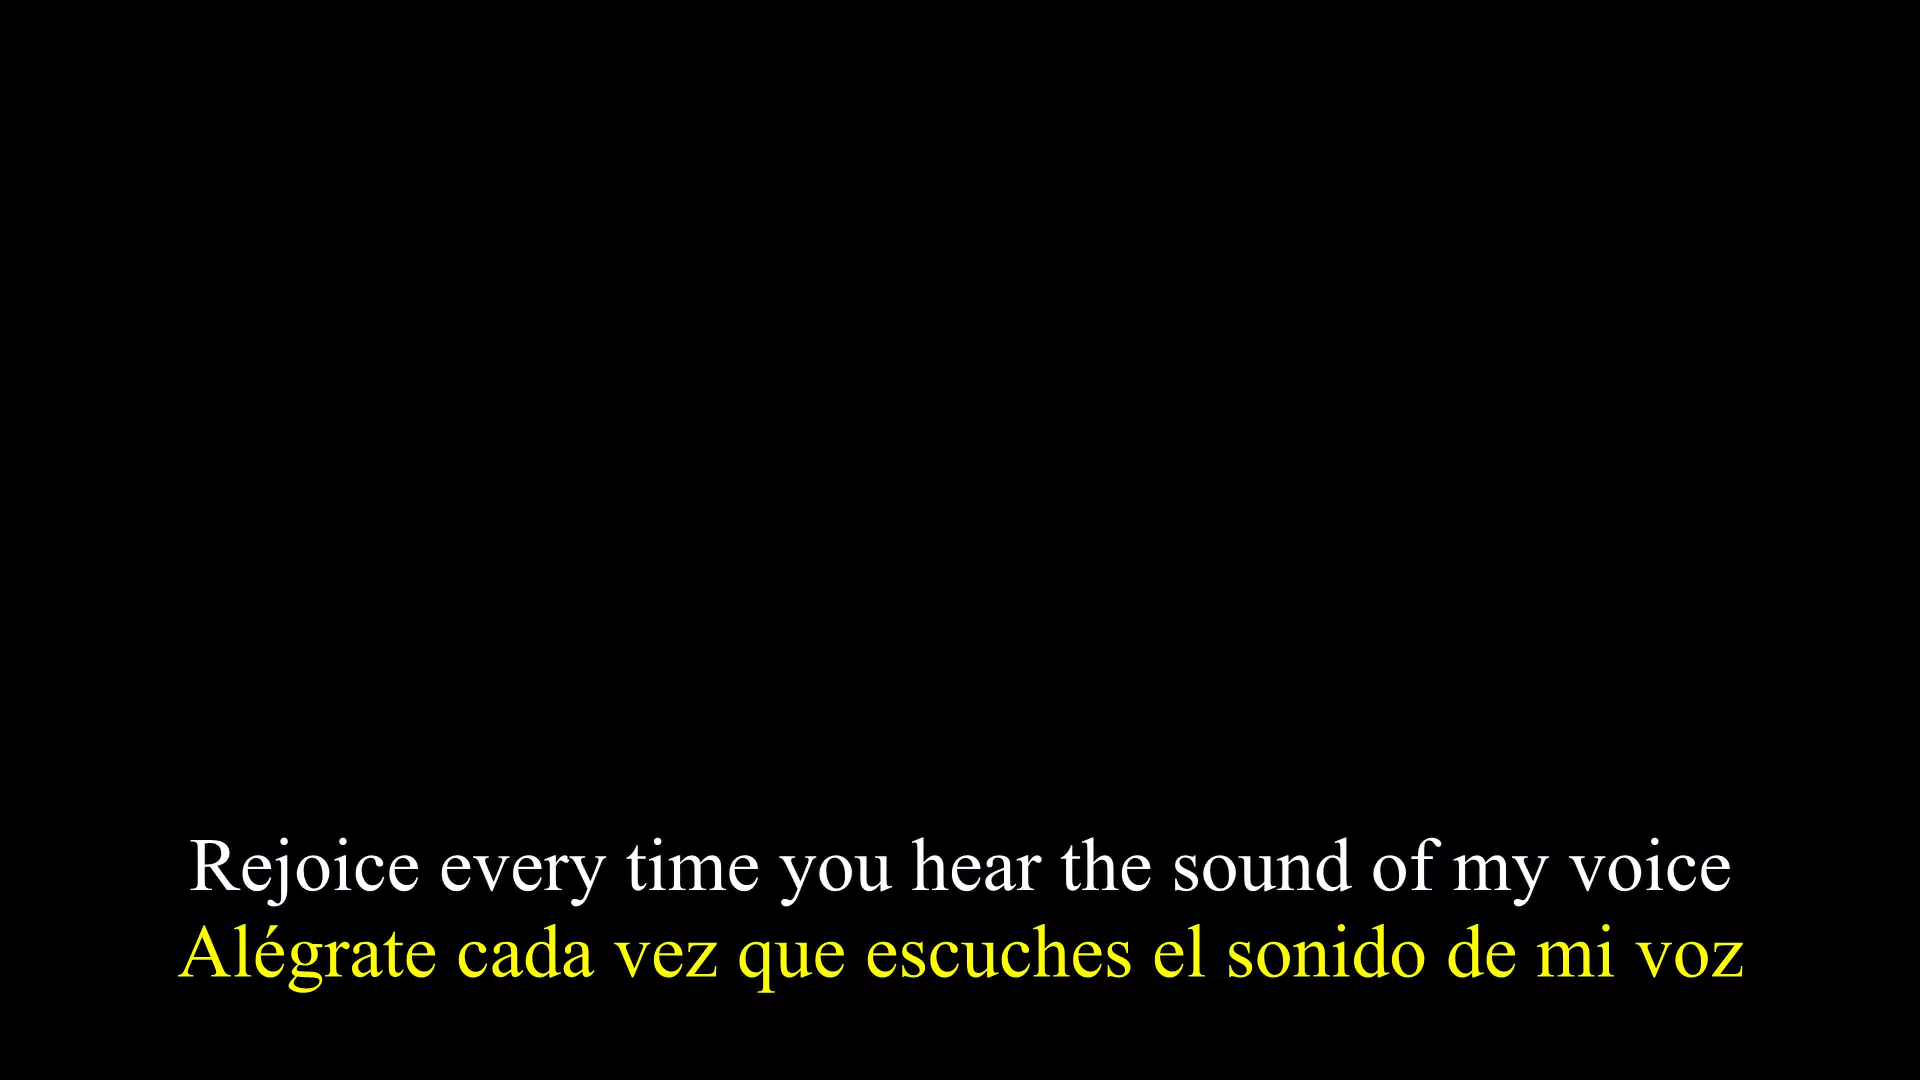 Rejoice every time you hear the sound of my voice
Alégrate cada vez que escuches el sonido de mi voz